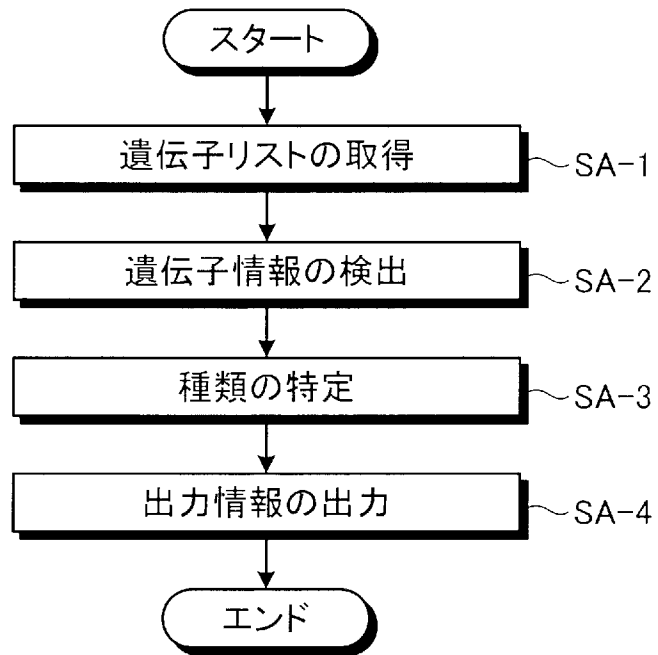 スタート
遺伝子リストの取得
SA-1
遺伝子情報の検出
SA-2
種類の特定
SA-3
出力情報の出力
SA-4
エンド